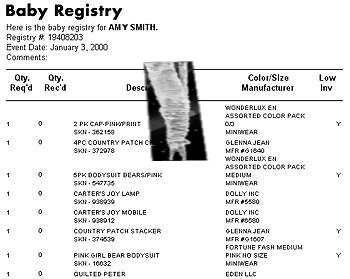 Baby Registry
Here is the baby registry for AMY SMITH.
Registry #: 19408203
Event Date: January 3, 2000
Comments:
Qty. Req'd Qty. Rec'd Color/Size Manufacturer Low Inv
WONDERLUX EN
ASSORTED COLOR PACK
1 0 2 PK CAP-PINK/PRINT 0/3 Y
SKN - 362158 MINIWEAR
1 0 4PC COUNTRY PATCH GLENNA JEAN Y
SKN - 372978 MFR #G1640
WONDERLUX EN
ASSORTED COLOR PACK
1 0 5PK BODYSUIT BEARS/PINK MEDIUM Y
SKN - 547735 MINIWEAR
1 0 CARTER'S JOY LAMP DOLLY INC
SKN - 938939 MFR #5580
1 0 CARTER'S JOY MOBILE DOLLY INC
SKN - 938912 MFR #5580
1 0 COUNTRY PATCH STACKER GLENNA JEAN Y
SKN - 374539 MFR #G1607
FORTUNE FASH MEDIUM
1 0 PINK GIRL BEAR BODYSUIT PINK NO SIZE Y
SKN - 16632 MINIWEAR
1 0 QUILTED PETER EDEN LLC